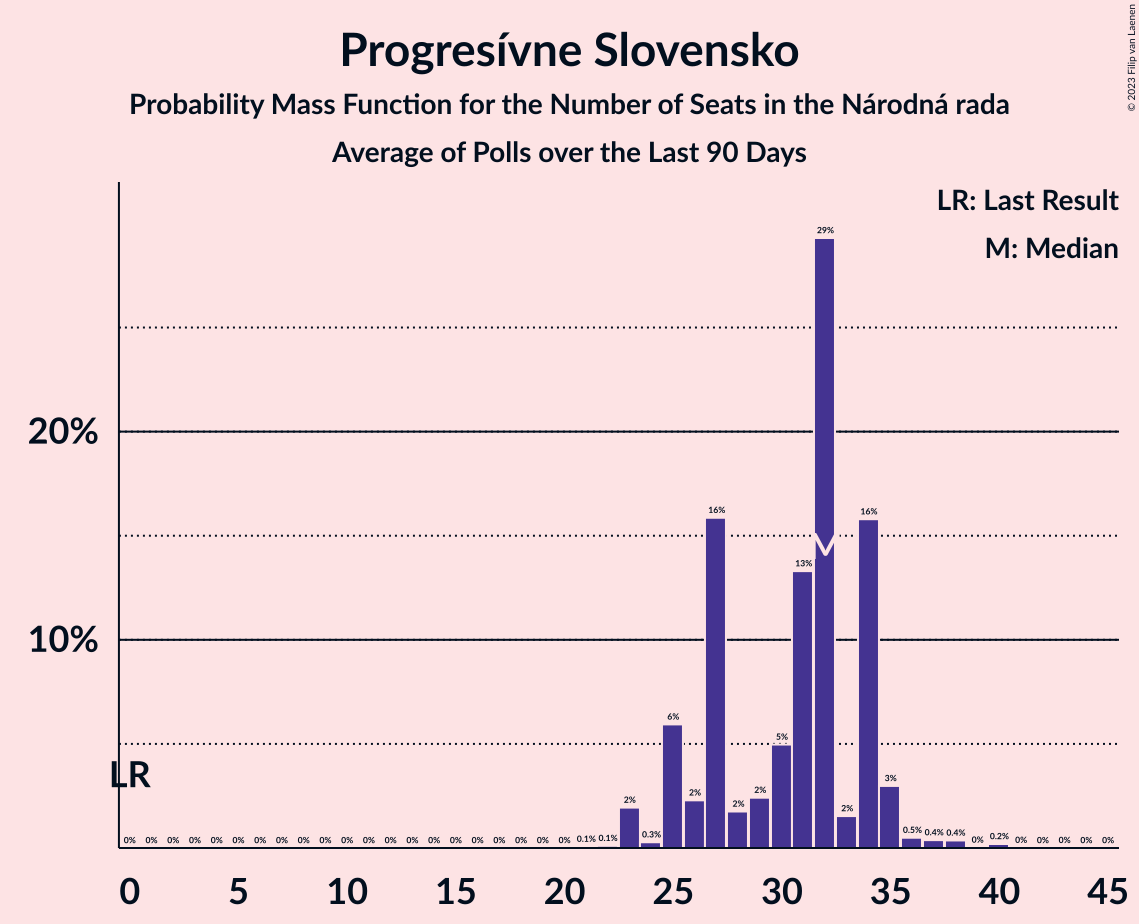 Progresívne Slovensko
Probability Mass Function for the Number of Seats in the Národná rada
Average of Polls over the Last 90 Days
© 2023 Filip van Laenen
LR: Last Result
M: Median
20%
10%
LR
0% 0% 0% 0% 0% 0% 0% 0% 0% 0% 0% 0% 0% 0% 0% 0% 0% 0% 0% 0% 0% 0.1% 0.1% 2% 0.3% 6% 2% 16% 2% 2% 5% 13% 29% 2% 16% 3% 0.5% 0.4% 0.4% 0% 0.2% 0% 0% 0% 0% 0%
0 5 10 15 20 25 30 35 40 45